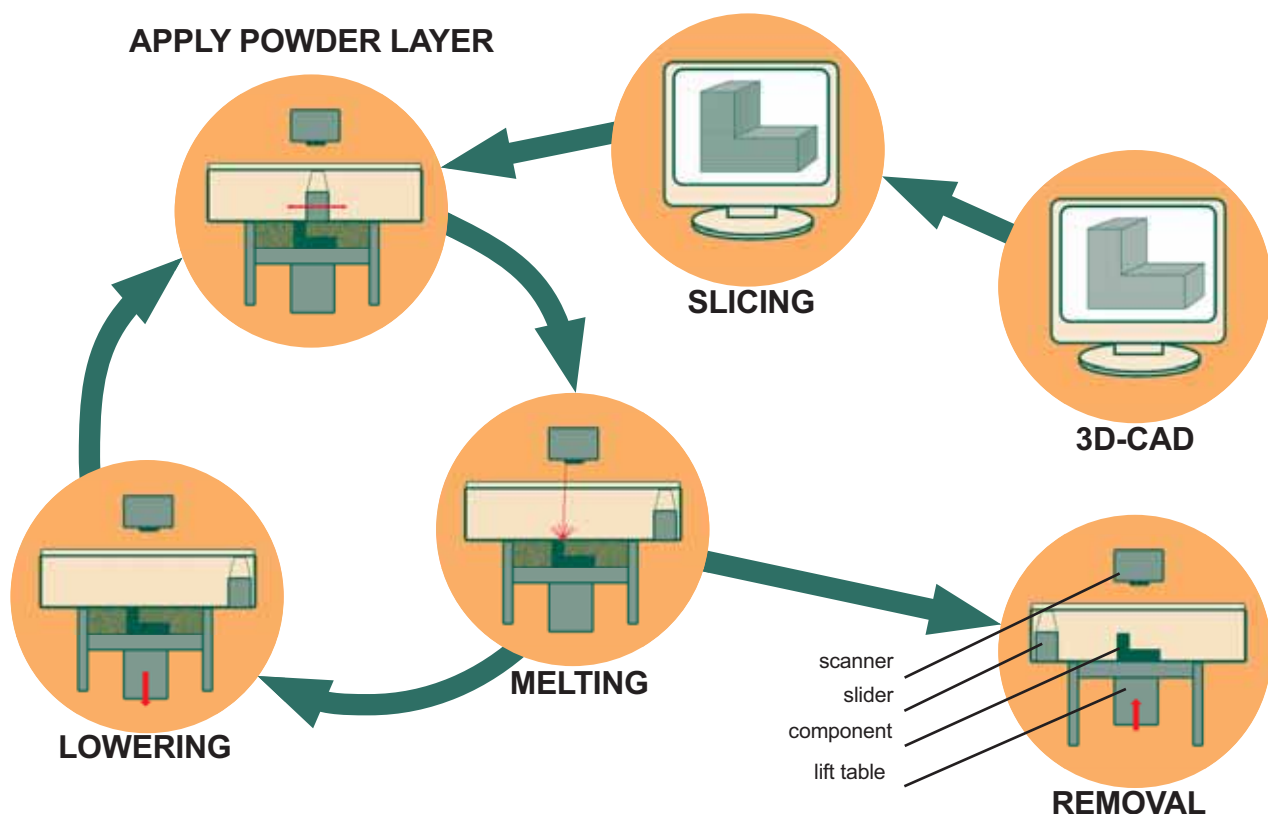 APPLY POWDER LAYER
SLICING
3D-CAD
MELTING
LOWERING
scanner
slider
component
lift table
REMOVAL